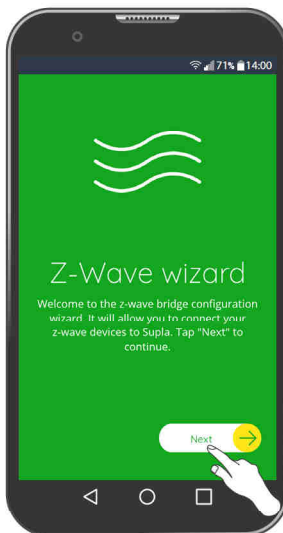 71% 14:00
Z-Wave wizard
Welcome to the z-wave bridge configuration
wizard. It will allow you to connect your
z-wave devices to Supla. Tap "Next" to
continue.
Next